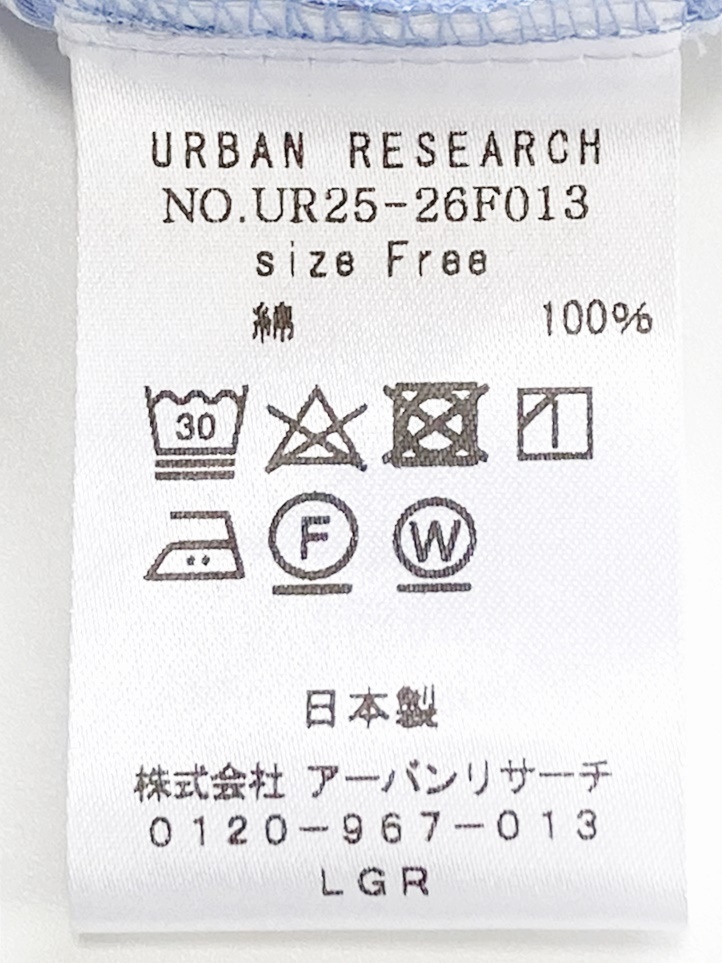 URBAN RESEARCH
NO.UR25-26F013
size Free
綿 100%
30
F W
日本製
株式会社 アーバンリサーチ
0120-967-013
LGR